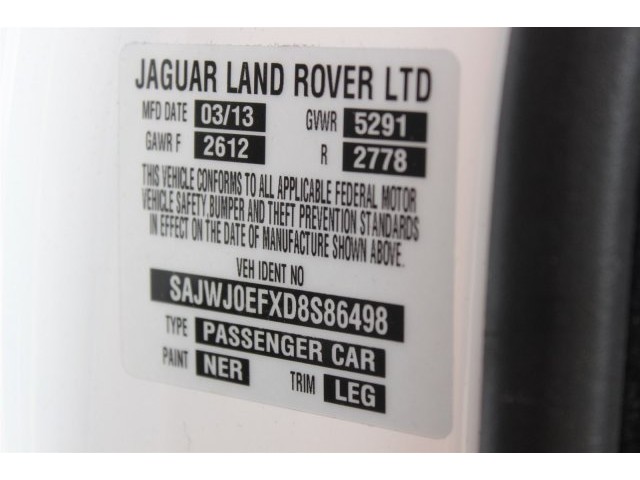 JAGUAR LAND ROVER LTD
MFD DATE 03/13 GVWR 5291
GAWR F 2612 R 2778
THIS VEHICLE CONFORMS TO ALL APPLICABLE FEDERAL MOTOR
VEHICLE SAFETY, BUMPER AND THEFT PREVENTION STANDARDS
IN EFFECT ON THE DATE OF MANUFACTURE SHOWN ABOVE.
VEH IDENT NO
SAJWJ0EFXD8S86498
TYPE PASSENGER CAR
PAINT NER TRIM LEG